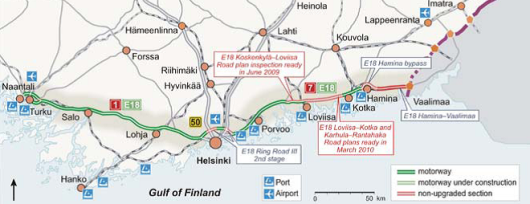 Heinola
Imatra
Lappeenranta
Hämeenlinna
Lahti
Kouvola
Forssa
E18 Koskenkylä–Loviisa
Road plan inspection ready
in June 2009
E18 Hamina bypass
Riihimäki
Hyvinkää
Naantali
Turku
1 E18
7 E18
Hamina
Vaalimaa
Salo
50
Loviisa
Kotka
Porvoo
Lohja
E18 Loviisa–Kotka and
Karhula–Rantahaka
Road plans ready in
March 2010
E18 Hamina–Vaalimaa
E18 Ring Road III
2nd stage
Helsinki
Hanko
Gulf of Finland
Port
Airport
0
50 km
motorway
motorway under construction
non-upgraded section